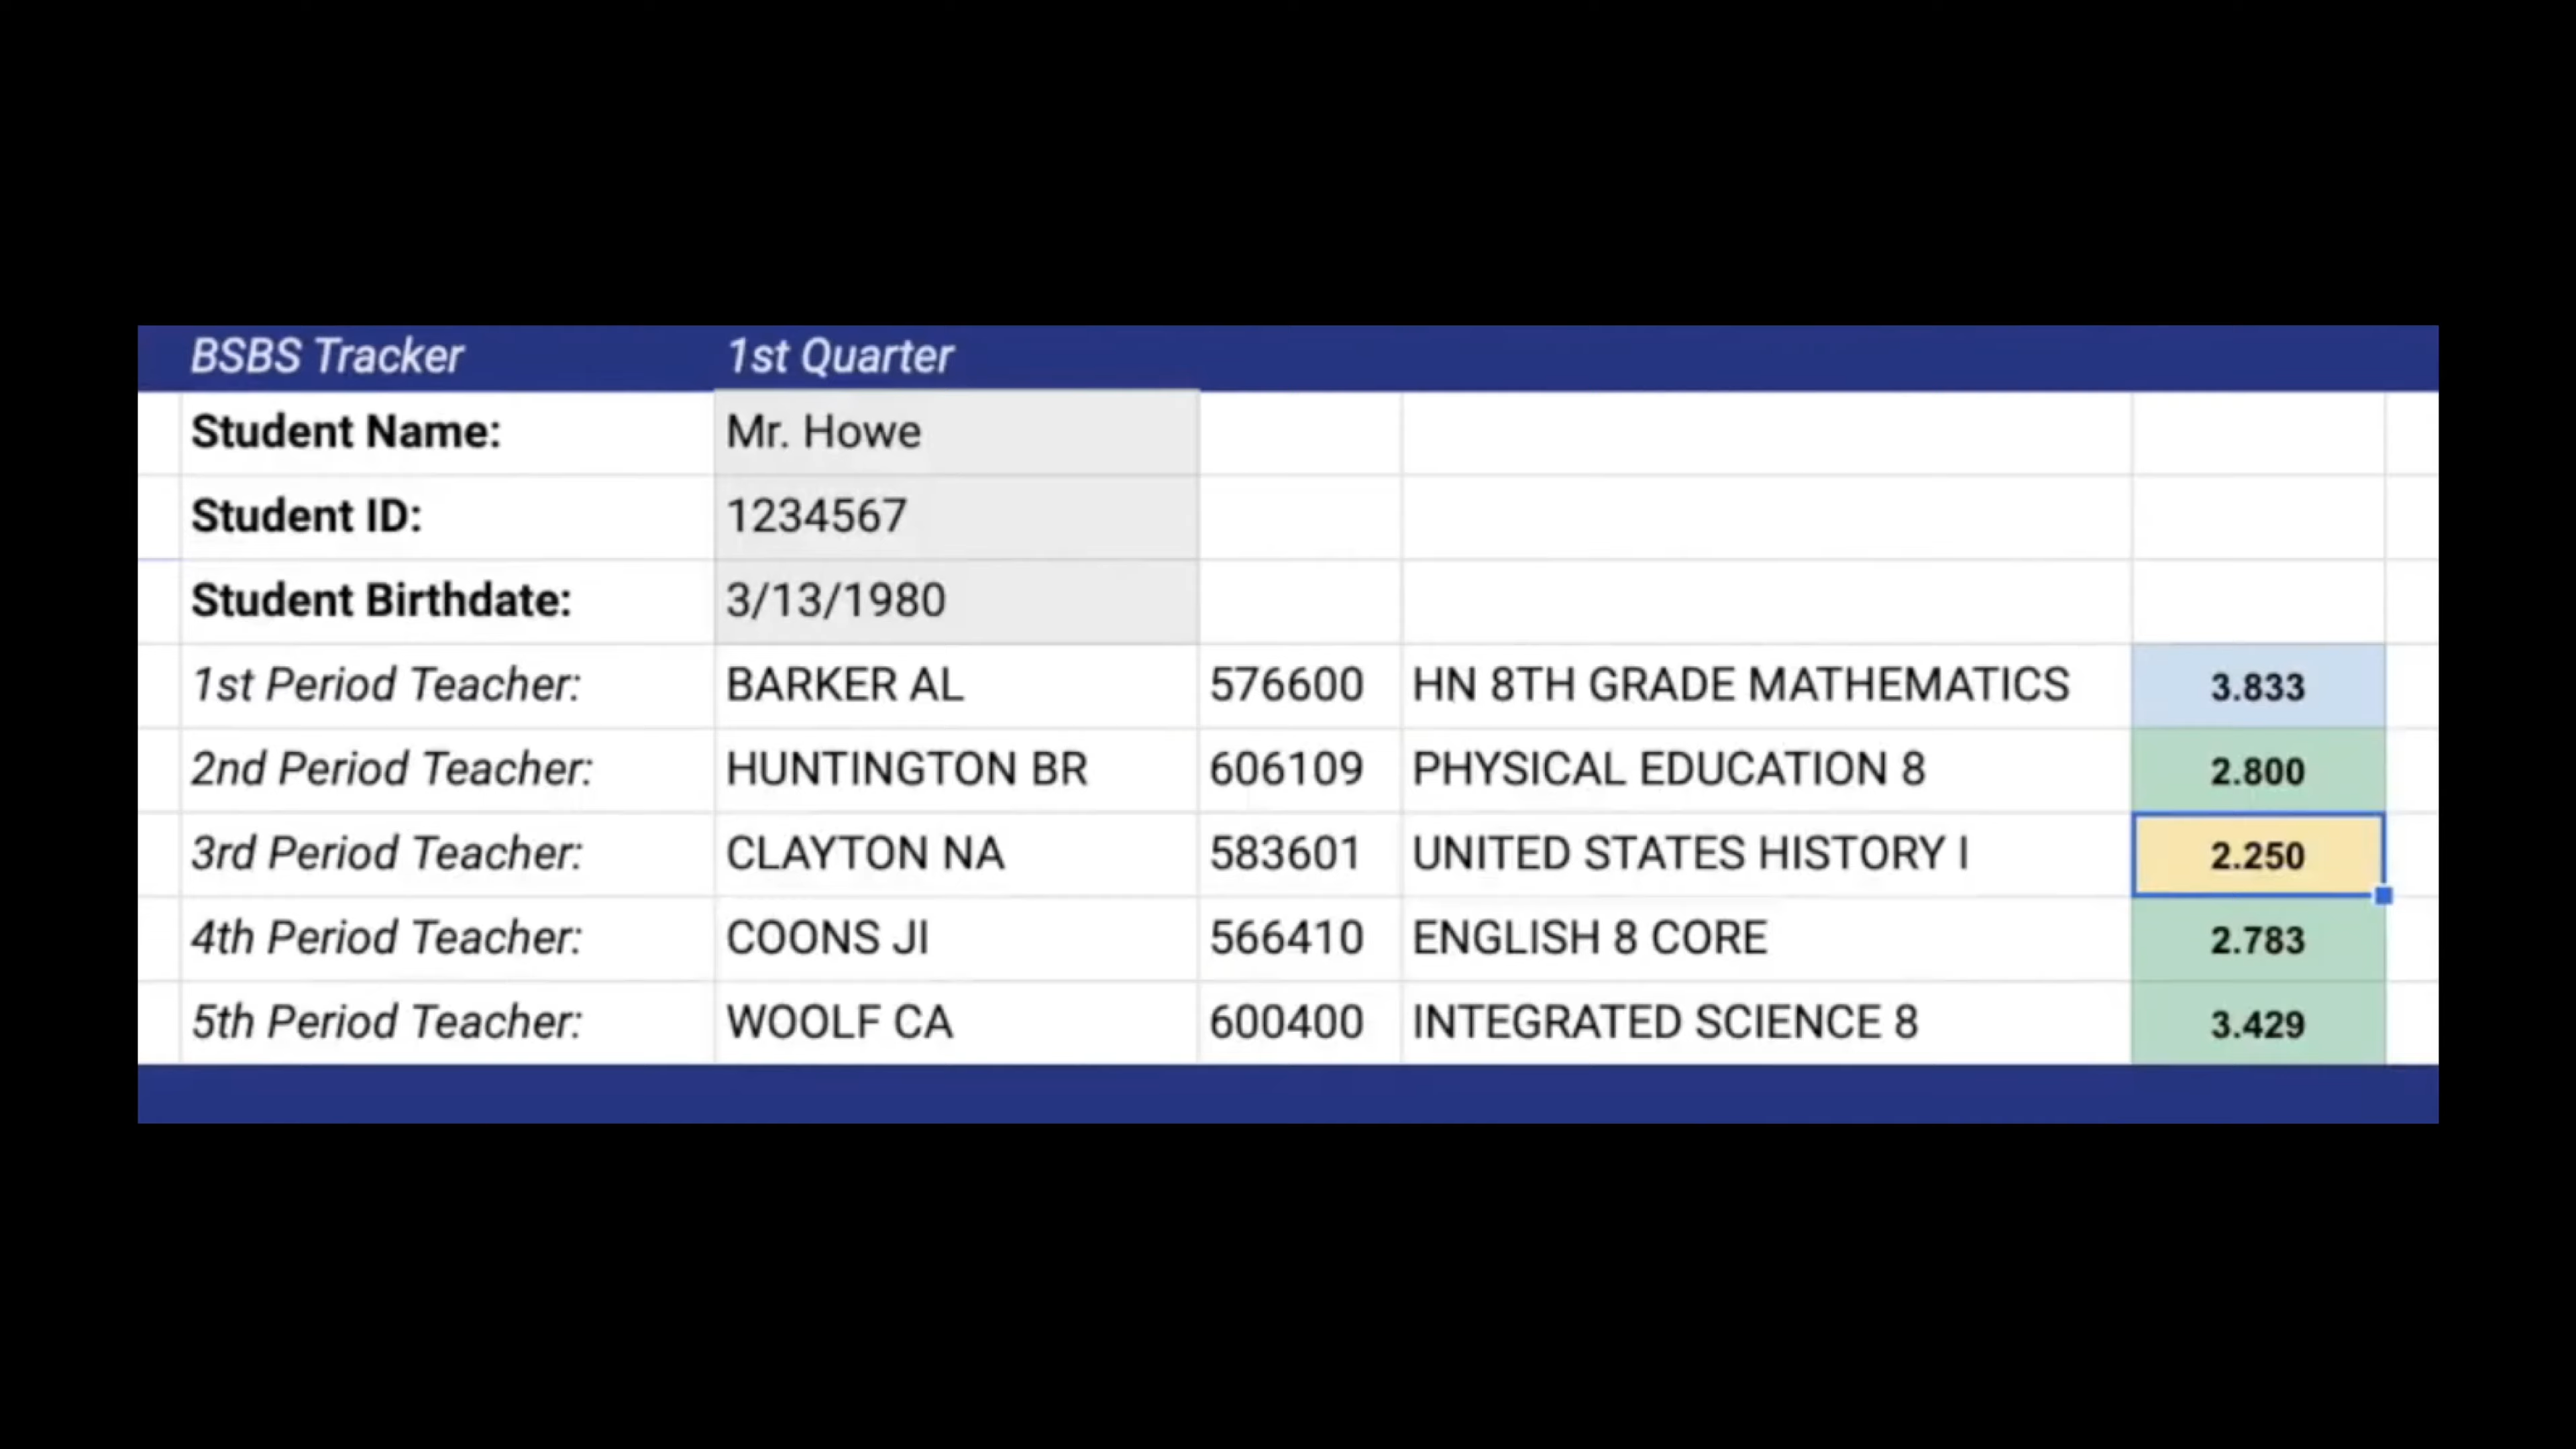 BSBS Tracker 1st Quarter
Student Name: Mr. Howe
Student ID: 1234567
Student Birthdate: 3/13/1980
1st Period Teacher: BARKER AL 576600 HN 8TH GRADE MATHEMATICS 3.833
2nd Period Teacher: HUNTINGTON BR 606109 PHYSICAL EDUCATION 8 2.800
3rd Period Teacher: CLAYTON NA 583601 UNITED STATES HISTORY I 2.250
4th Period Teacher: COONS JI 566410 ENGLISH 8 CORE 2.783
5th Period Teacher: WOOLF CA 600400 INTEGRATED SCIENCE 8 3.429